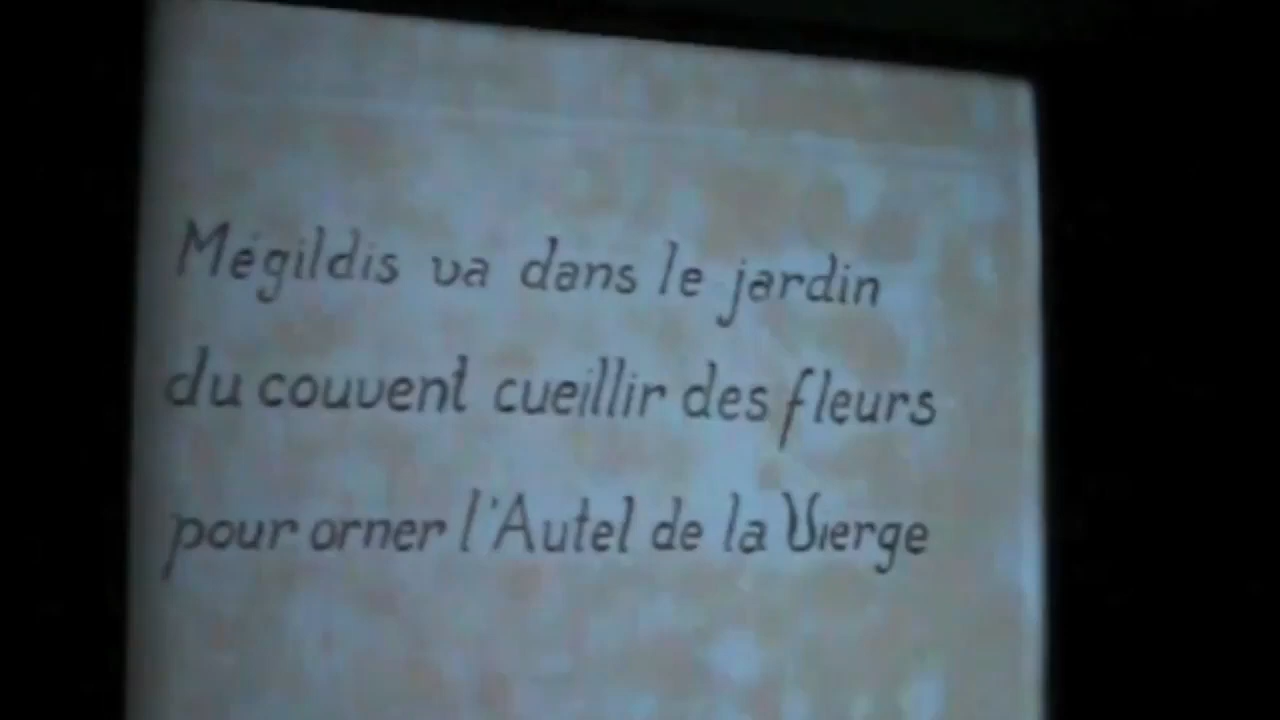 Mégildis va dans le jardin
du couvent cueillir des fleurs
pour orner l'Autel de la Vierge